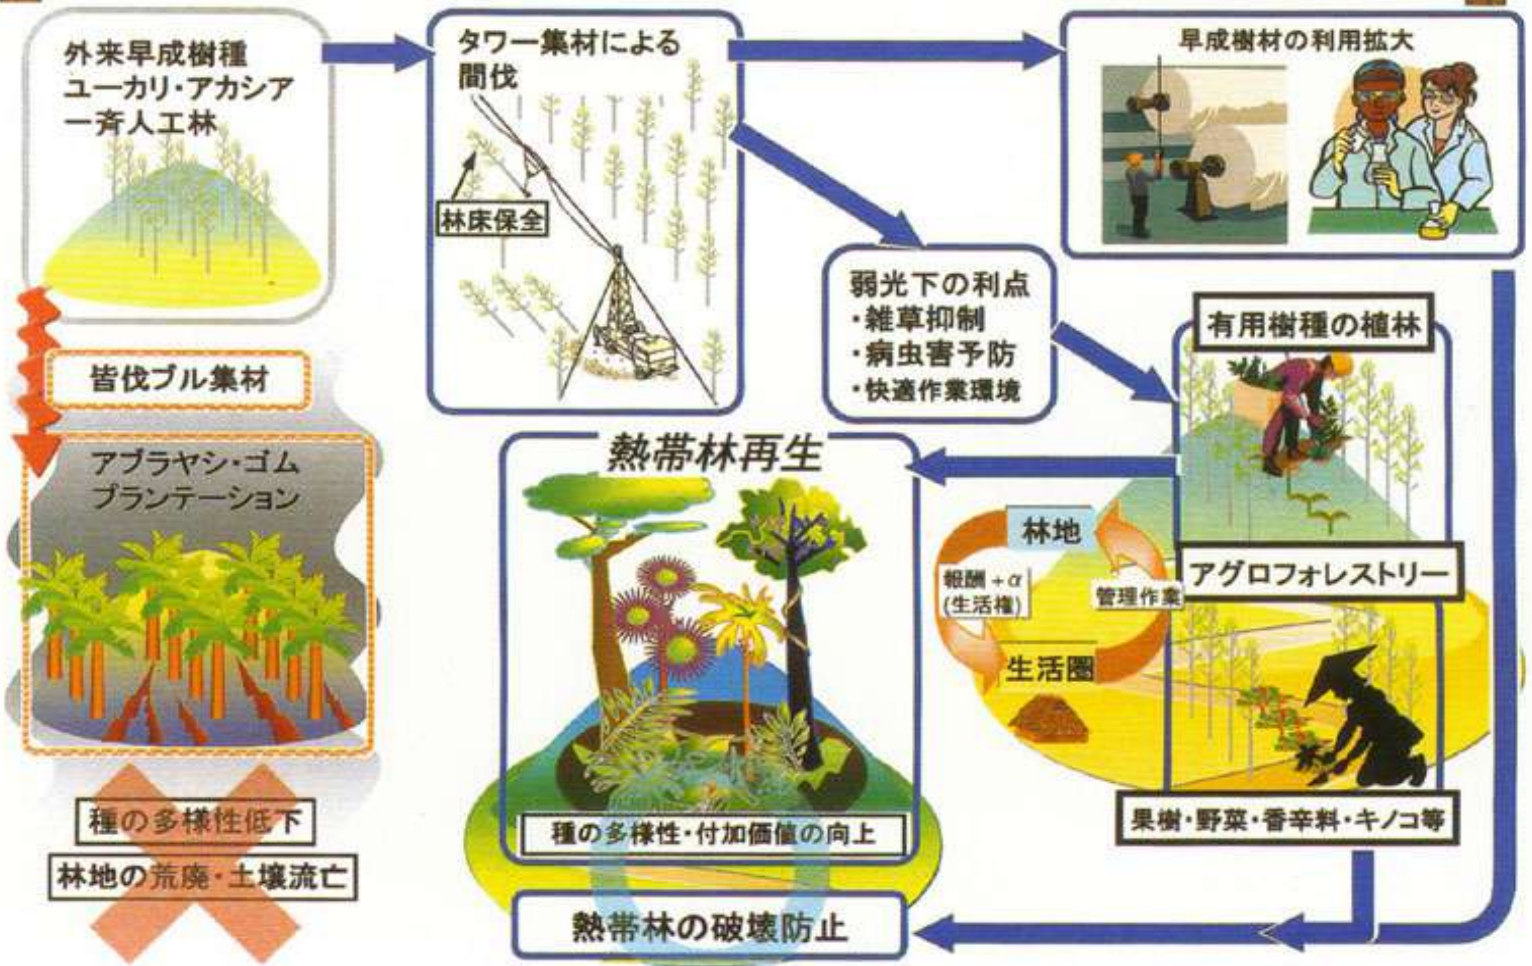 外来早成樹種
ユーカリ・アカシア
一斉人工林
タワー集材による
間伐
林床保全
早成樹材の利用拡大
弱光下の利点
・雑草抑制
・病虫害予防
・快適作業環境
有用樹種の植林
皆伐ブル集材
アブラヤシ・ゴム
プランテーション
熱帯林再生
林地
報酬+α
(生活権)
管理作業
生活圏
アグロフォレストリー
種の多様性低下
林地の荒廃・土壌流亡
種の多様性・付加価値の向上
果樹・野菜・香辛料・キノコ等
熱帯林の破壊防止